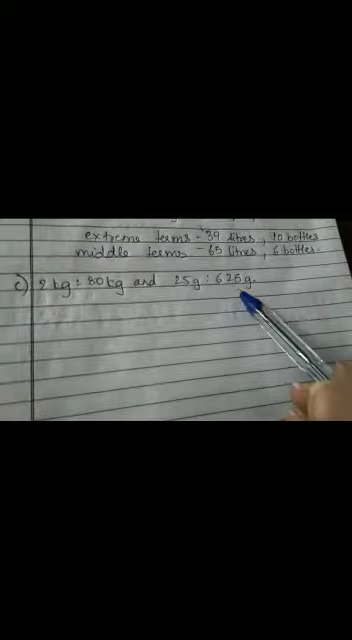 extreme terms - 39 litres, 10 bottles
middle terms - 65 litres, 6 bottles.
c) 2 kg : 80 kg and 25g : 625g.